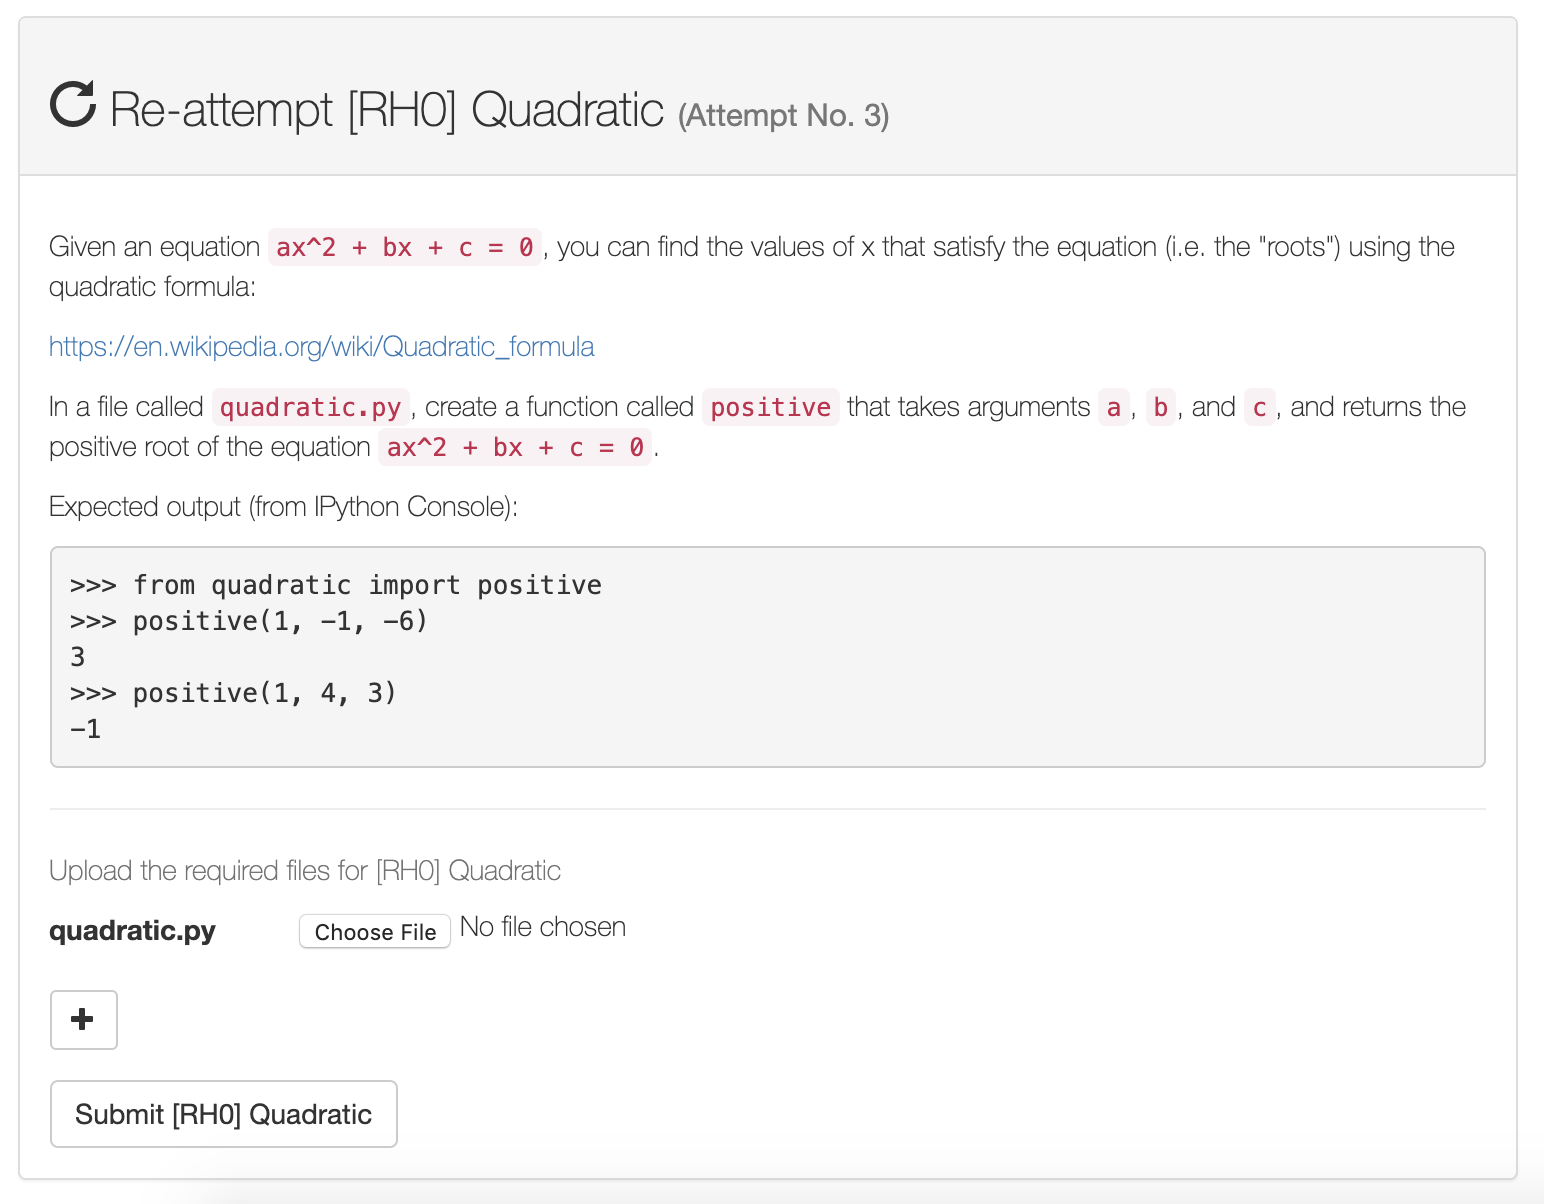 Re-attempt [RH0] Quadratic (Attempt No. 3)
Given an equation ax^2 + bx + c = 0, you can find the values of x that satisfy the equation (i.e. the "roots") using the
quadratic formula:
https://en.wikipedia.org/wiki/Quadratic_formula
In a file called quadratic.py, create a function called positive that takes arguments a, b, and c, and returns the
positive root of the equation ax^2 + bx + c = 0.
Expected output (from IPython Console):
>>> from quadratic import positive
>>> positive(1, -1, -6)
3
>>> positive(1, 4, 3)
-1
Upload the required files for [RH0] Quadratic
quadratic.py Choose File No file chosen
+
Submit [RH0] Quadratic